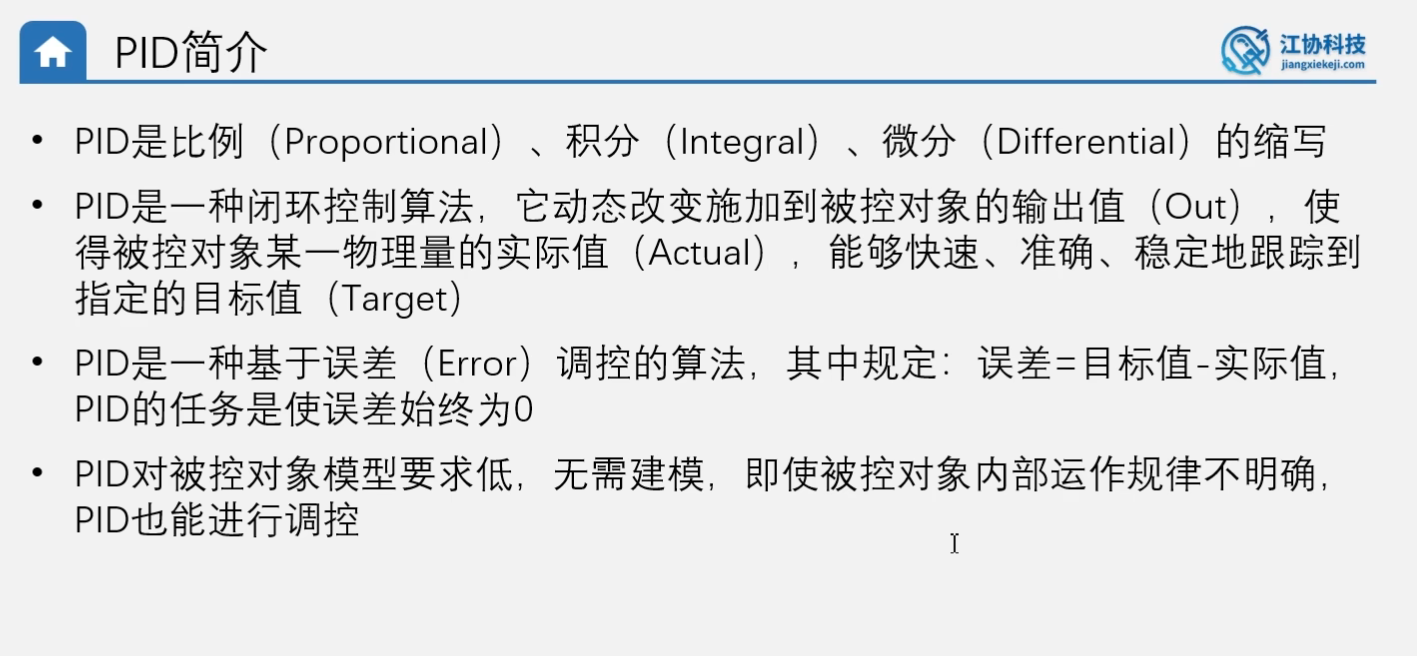 PID简介
江协科技
jiangxiekeji.com
• PID是比例（Proportional）、积分（Integral）、微分（Differential）的缩写
• PID是一种闭环控制算法，它动态改变施加到被控对象的输出值（Out），使
得被控对象某一物理量的实际值（Actual），能够快速、准确、稳定地跟踪到
指定的目标值（Target）
• PID是一种基于误差（Error）调控的算法，其中规定：误差=目标值-实际值，
PID的任务是使误差始终为0
• PID对被控对象模型要求低，无需建模，即使被控对象内部运作规律不明确，
PID也能进行调控